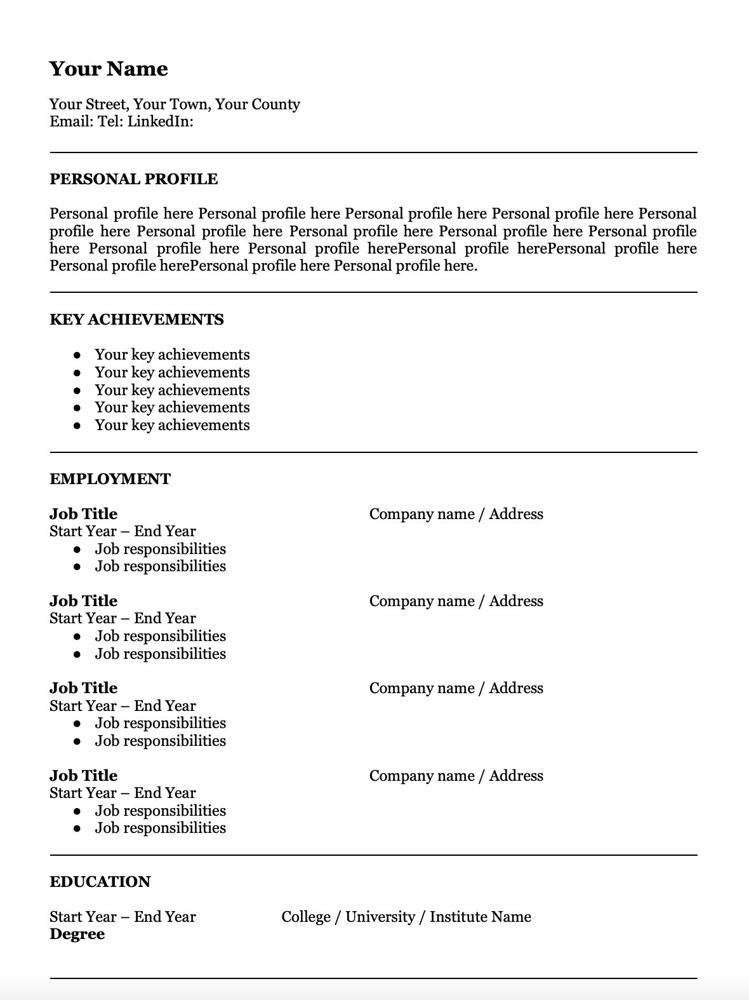 Your Name
Your Street, Your Town, Your County
Email: Tel: LinkedIn:
PERSONAL PROFILE
Personal profile here Personal profile here Personal profile here Personal profile here Personal
profile here Personal profile here Personal profile here Personal profile here Personal profile
here Personal profile here Personal profile herePersonal profile herePersonal profile here
Personal profile herePersonal profile here Personal profile here.
KEY ACHIEVEMENTS
● Your key achievements
● Your key achievements
● Your key achievements
● Your key achievements
● Your key achievements
EMPLOYMENT
Job Title Company name / Address
Start Year – End Year
● Job responsibilities
● Job responsibilities
Job Title Company name / Address
Start Year – End Year
● Job responsibilities
● Job responsibilities
Job Title Company name / Address
Start Year – End Year
● Job responsibilities
● Job responsibilities
Job Title Company name / Address
Start Year – End Year
● Job responsibilities
● Job responsibilities
EDUCATION
Start Year – End Year College / University / Institute Name
Degree